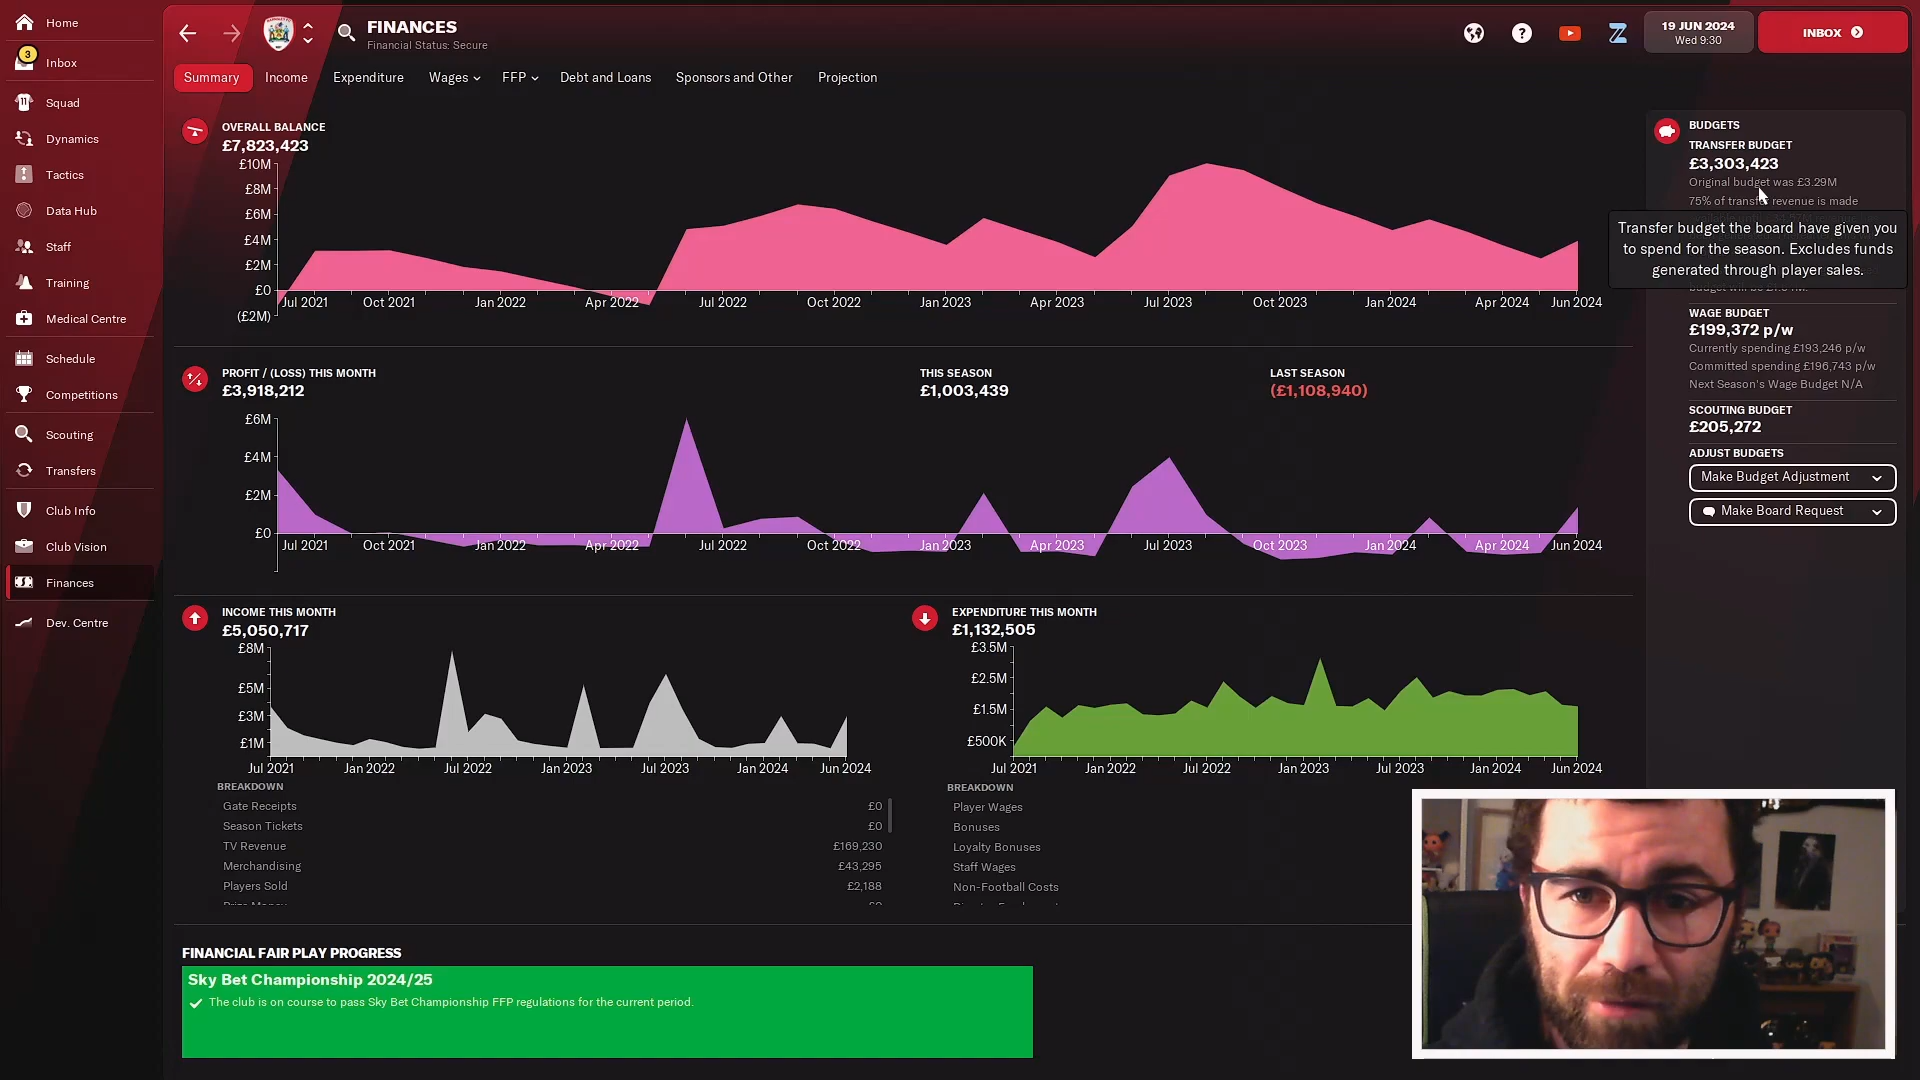 Home
3
Inbox
Squad
Dynamics
Tactics
Data Hub
Staff
Training
Medical Centre
Schedule
Competitions
Scouting
Transfers
Club Info
Club Vision
Finances
Dev. Centre
FINANCES
Financial Status: Secure
19 JUN 2024
Wed 9:30
INBOX
Summary
Income
Expenditure
Wages
FFP
Debt and Loans
Sponsors and Other
Projection
OVERALL BALANCE
£7,823,423
£10M
£8M
£6M
£4M
£2M
£0
(£2M)
Jul 2021 Oct 2021 Jan 2022 Apr 2022 Jul 2022 Oct 2022 Jan 2023 Apr 2023 Jul 2023 Oct 2023 Jan 2024 Apr 2024 Jun 2024
PROFIT / (LOSS) THIS MONTH
£3,918,212
THIS SEASON
£1,003,439
LAST SEASON
(£1,108,940)
£6M
£4M
£2M
£0
Jul 2021 Oct 2021 Jan 2022 Apr 2022 Jul 2022 Oct 2022 Jan 2023 Apr 2023 Jul 2023 Oct 2023 Jan 2024 Apr 2024 Jun 2024
INCOME THIS MONTH
£5,050,717
£8M
£5M
£3M
£1M
Jul 2021 Jan 2022 Jul 2022 Jan 2023 Jul 2023 Jan 2024 Jun 2024
BREAKDOWN
Gate Receipts £0
Season Tickets £0
TV Revenue £169,230
Merchandising £43,295
Players Sold £2,188
EXPENDITURE THIS MONTH
£1,132,505
£3.5M
£2.5M
£1.5M
£500K
Jul 2021 Jan 2022 Jul 2022 Jan 2023 Jul 2023 Jan 2024 Jun 2024
BREAKDOWN
Player Wages
Bonuses
Loyalty Bonuses
Staff Wages
Non-Football Costs
FINANCIAL FAIR PLAY PROGRESS
Sky Bet Championship 2024/25
The club is on course to pass Sky Bet Championship FFP regulations for the current period.
BUDGETS
TRANSFER BUDGET
£3,303,423
Original budget was £3.29M
75% of transfer revenue is made
Transfer budget the board have given you
to spend for the season. Excludes funds
generated through player sales.
WAGE BUDGET
£199,372 p/w
Currently spending £193,246 p/w
Committed spending £196,743 p/w
Next Season's Wage Budget N/A
SCOUTING BUDGET
£205,272
ADJUST BUDGETS
Make Budget Adjustment
Make Board Request